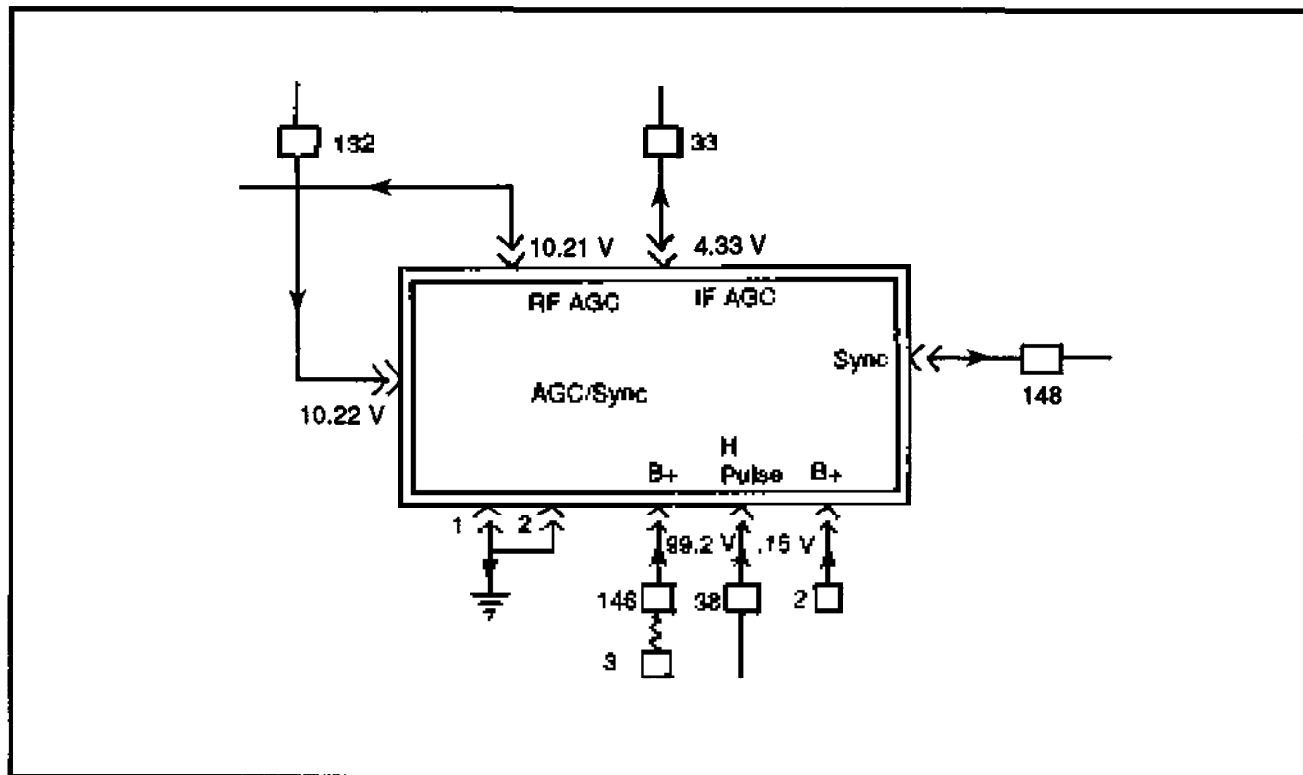 132
33
10.21 V
4.33 V
RF AGC
IF AGC
Sync
AGC/Sync
10.22 V
148
H
B+
Pulse
B+
1
2
99.2 V
.15 V
146
38
2
3